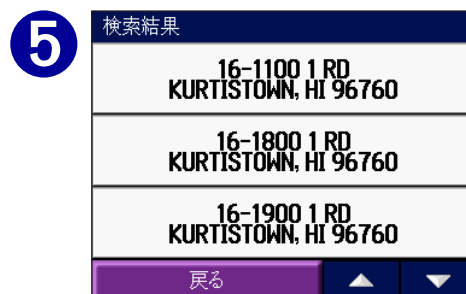 5
検索結果
16-1100 1 RD
KURTISTOWN, HI 96760
16-1800 1 RD
KURTISTOWN, HI 96760
16-1900 1 RD
KURTISTOWN, HI 96760
戻る